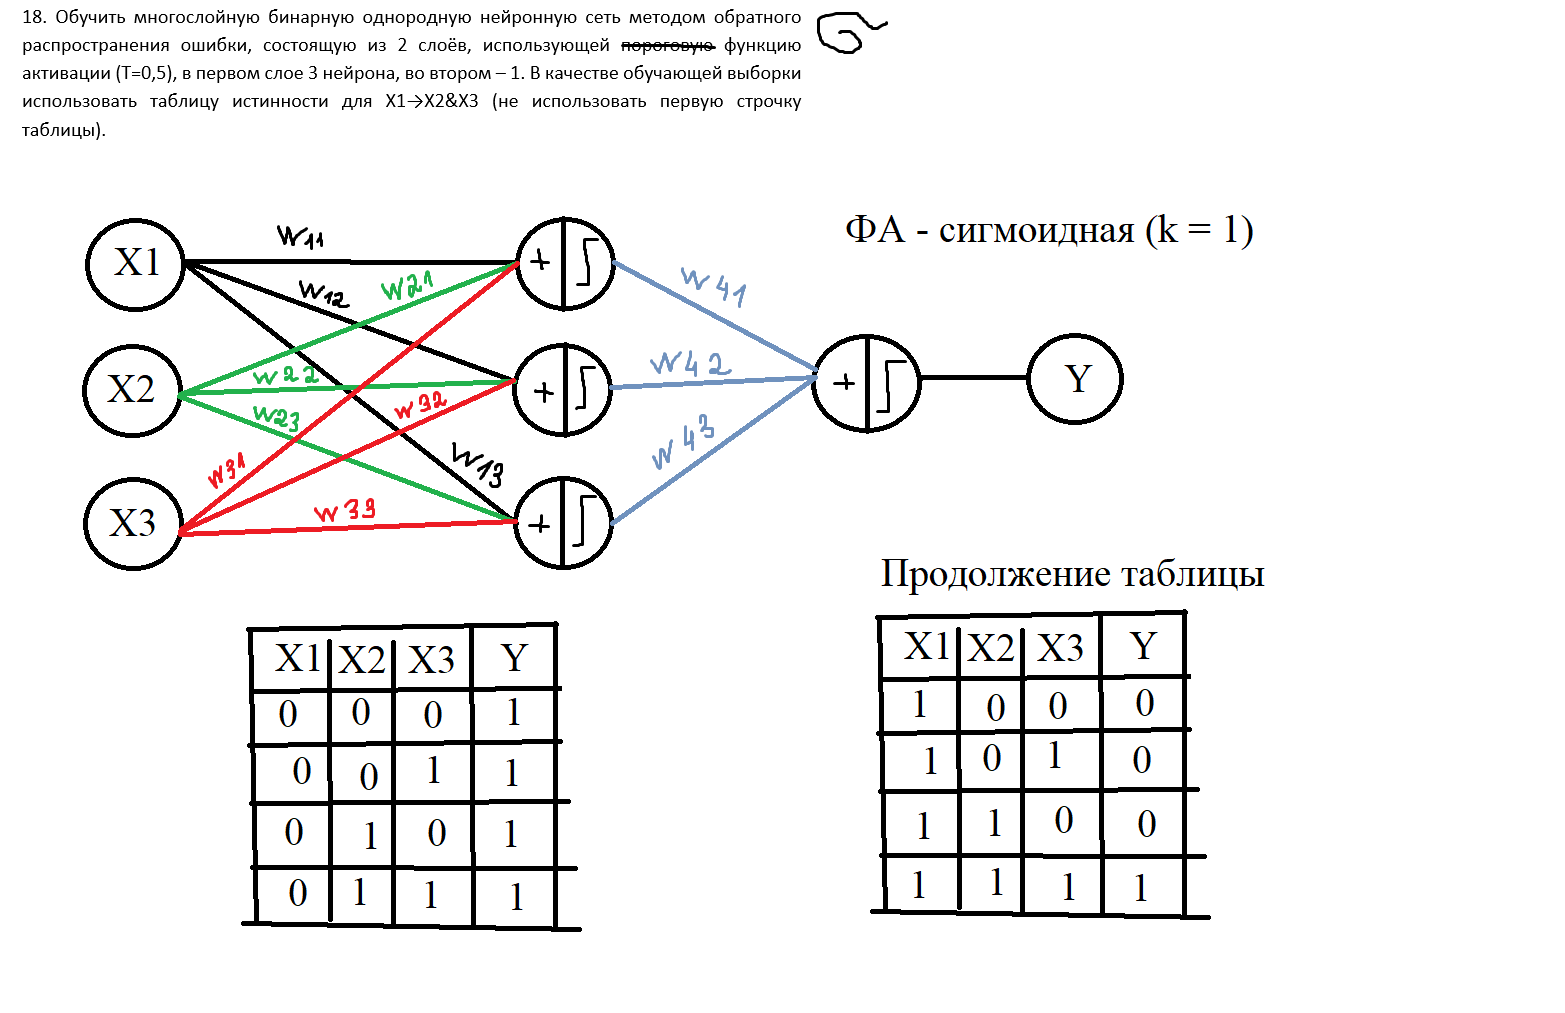 18. Обучить многослойную бинарную однородную нейронную сеть методом обратного
распространения ошибки, состоящую из 2 слоёв, использующей пороговую функцию
активации (T=0,5), в первом слое 3 нейрона, во втором – 1. В качестве обучающей выборки
использовать таблицу истинности для X1→X2&X3 (не использовать первую строчку
таблицы).
ФА - сигмоидная (k = 1)
X1
W11
W12
W21
+
W41
X2
W22
W23
W32
+
W42
+
Y
X3
W31
W33
W13
+
W43
Продолжение таблицы
X1 X2 X3 Y
0 0 0 1
0 0 1 1
0 1 0 1
0 1 1 1
X1 X2 X3 Y
1 0 0 0
1 0 1 0
1 1 0 0
1 1 1 1